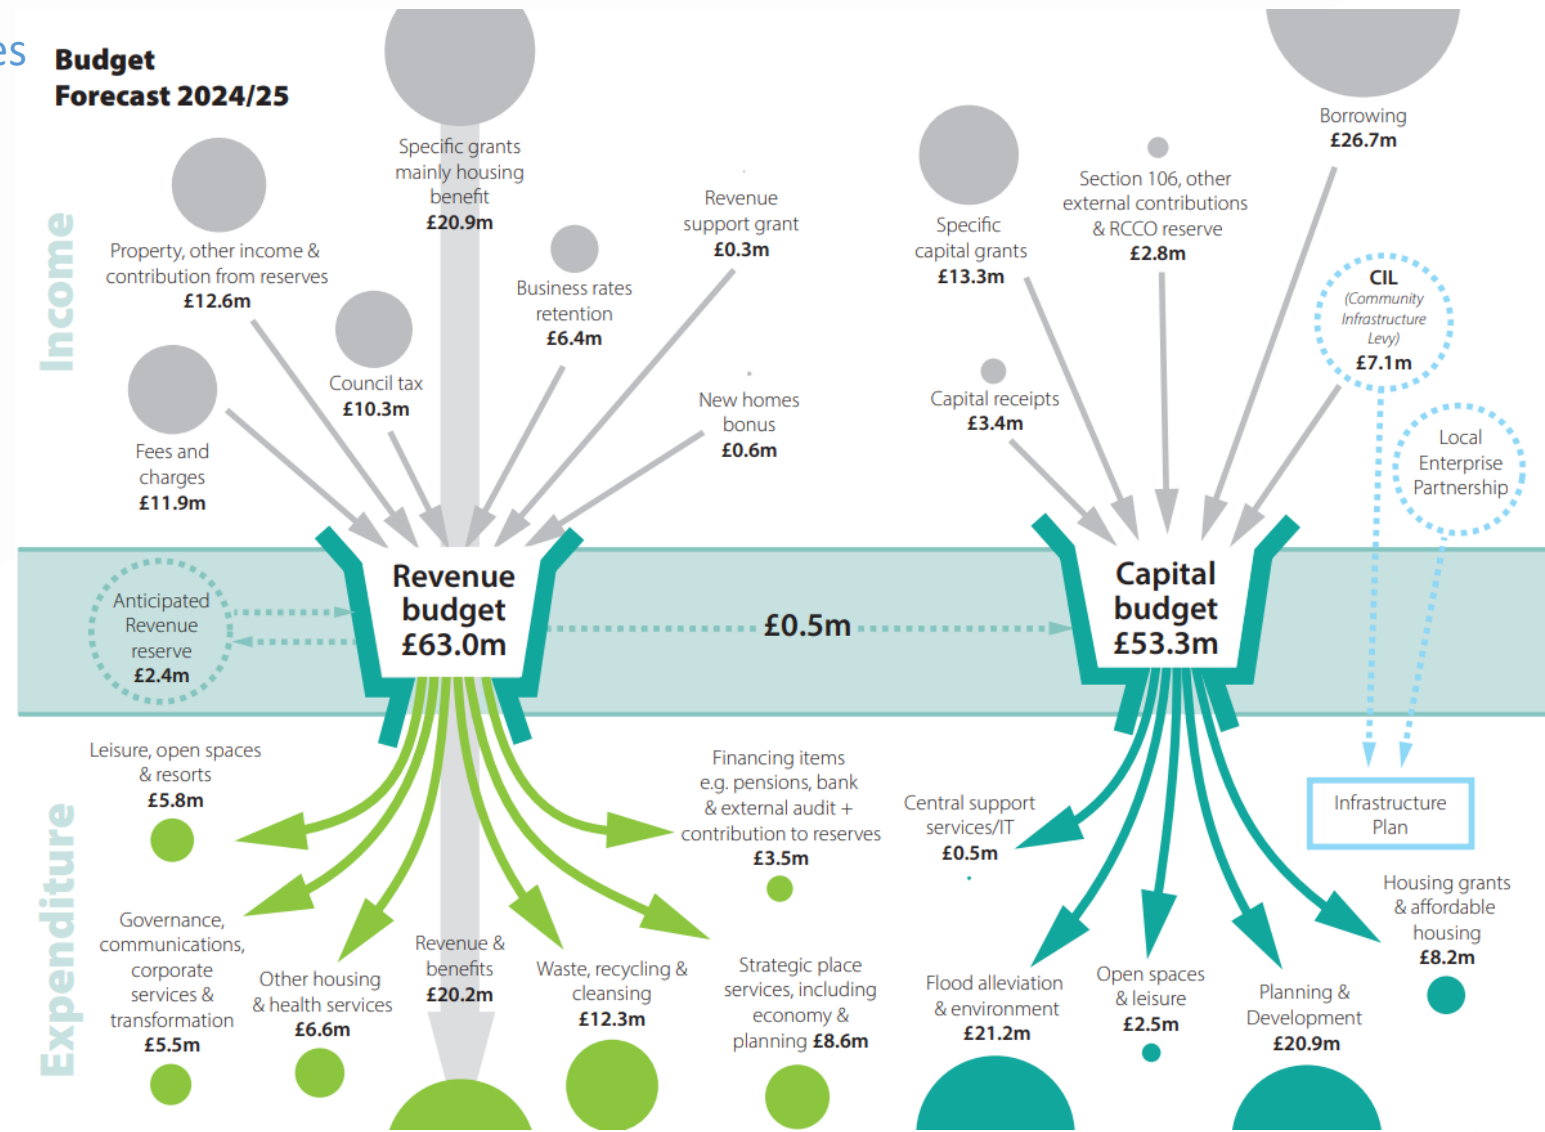 es
Budget
Forecast 2024/25
Income
Specific grants
mainly housing
benefit
£20.9m
Property, other income &
contribution from reserves
£12.6m
Council tax
£10.3m
Fees and
charges
£11.9m
Business rates
retention
£6.4m
Revenue
support grant
£0.3m
New homes
bonus
£0.6m
Specific
capital grants
£13.3m
Section 106, other
external contributions
& RCCO reserve
£2.8m
Borrowing
£26.7m
Capital receipts
£3.4m
CIL
(Community
Infrastructure
Levy)
£7.1m
Local
Enterprise
Partnership
Anticipated
Revenue
reserve
£2.4m
Revenue
budget
£63.0m
£0.5m
Capital
budget
£53.3m
Expenditure
Leisure, open spaces
& resorts
£5.8m
Governance,
communications,
corporate
services &
transformation
£5.5m
Other housing
& health services
£6.6m
Revenue &
benefits
£20.2m
Waste, recycling &
cleansing
£12.3m
Strategic place
services, including
economy &
planning £8.6m
Financing items
e.g. pensions, bank
& external audit +
contribution to reserves
£3.5m
Central support
services/IT
£0.5m
Flood alleviation
& environment
£21.2m
Open spaces
& leisure
£2.5m
Planning &
Development
£20.9m
Housing grants
& affordable
housing
£8.2m
Infrastructure
Plan